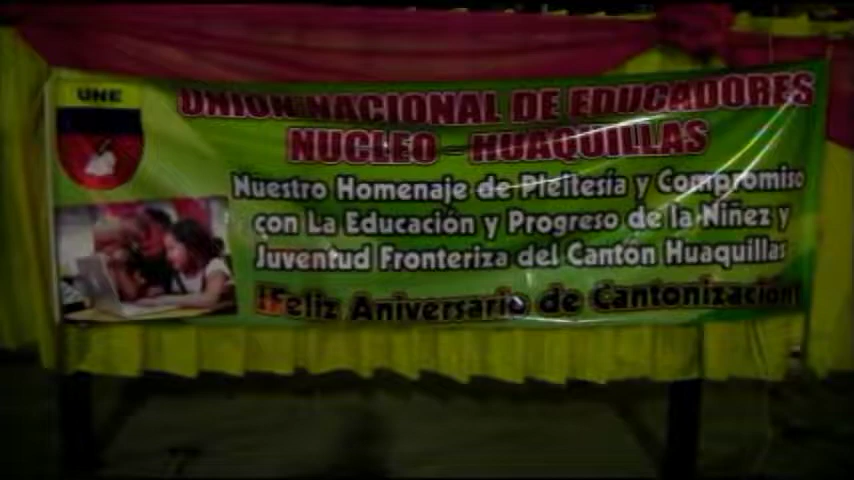 UNE
UNION NACIONAL DE EDUCADORES
NUCLEO - HUAQUILLAS
Nuestro Homenaje de Pleitesía y Compromiso
con La Educación y Progreso de la Niñez y
Juventud Fronteriza del Cantón Huaquillas
¡Feliz Aniversario de Cantonización!